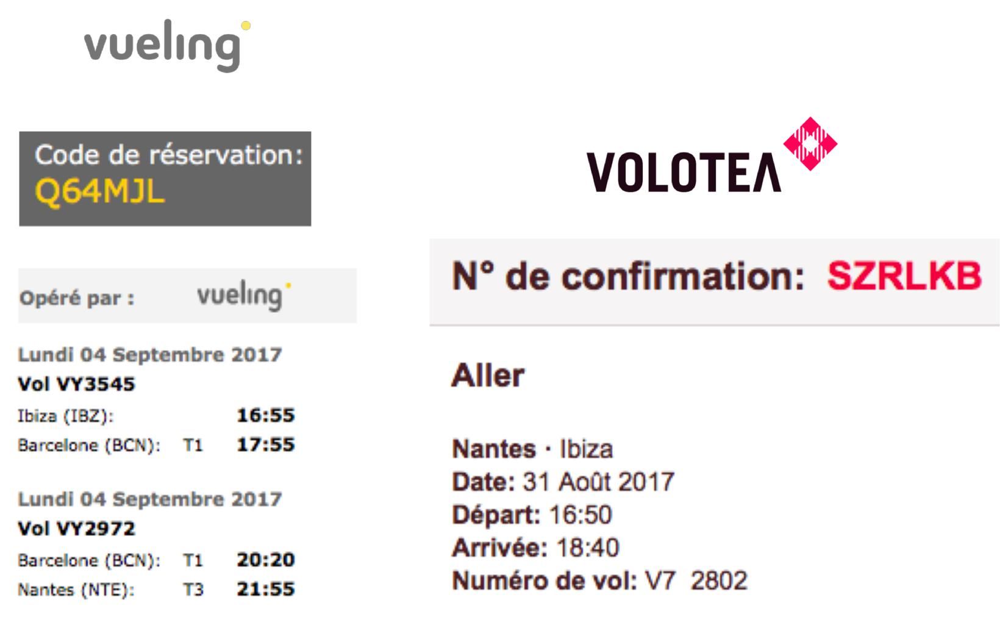 vueling
Code de réservation:
Q64MJL
Opéré par : vueling
Lundi 04 Septembre 2017
Vol VY3545
Ibiza (IBZ): 16:55
Barcelone (BCN): T1 17:55
Lundi 04 Septembre 2017
Vol VY2972
Barcelone (BCN): T1 20:20
Nantes (NTE): T3 21:55
VOLOTEA
N° de confirmation: SZRLKB
Aller
Nantes · Ibiza
Date: 31 Août 2017
Départ: 16:50
Arrivée: 18:40
Numéro de vol: V7 2802